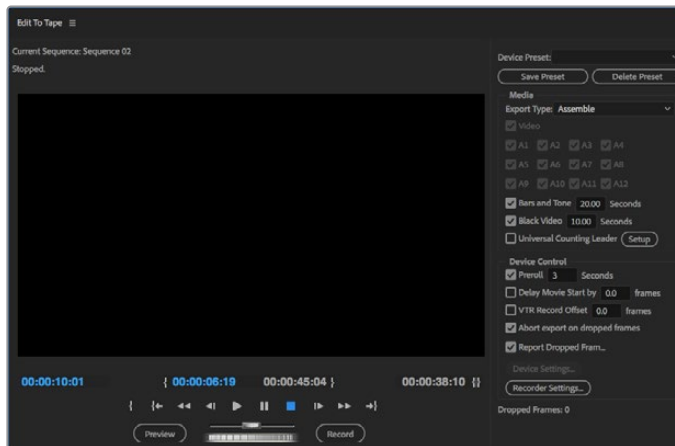 Edit To Tape
Current Sequence: Sequence 02
Stopped.
Device Preset:
Save Preset Delete Preset
Media
Export Type: Assemble
Video
A1 A2 A3 A4
A5 A6 A7 A8
A9 A10 A11 A12
Bars and Tone 20.00 Seconds
Black Video 10.00 Seconds
Universal Counting Leader Setup
Device Control
Preroll 3 Seconds
Delay Movie Start by 0.0 frames
VTR Record Offset 0.0 frames
Abort export on dropped frames
Report Dropped Fram...
Device Settings...
Recorder Settings...
Dropped Frames: 0
00:00:10:01 { 00:00:06:19 00:00:45:04 } 00:00:38:10 {}
Preview Record